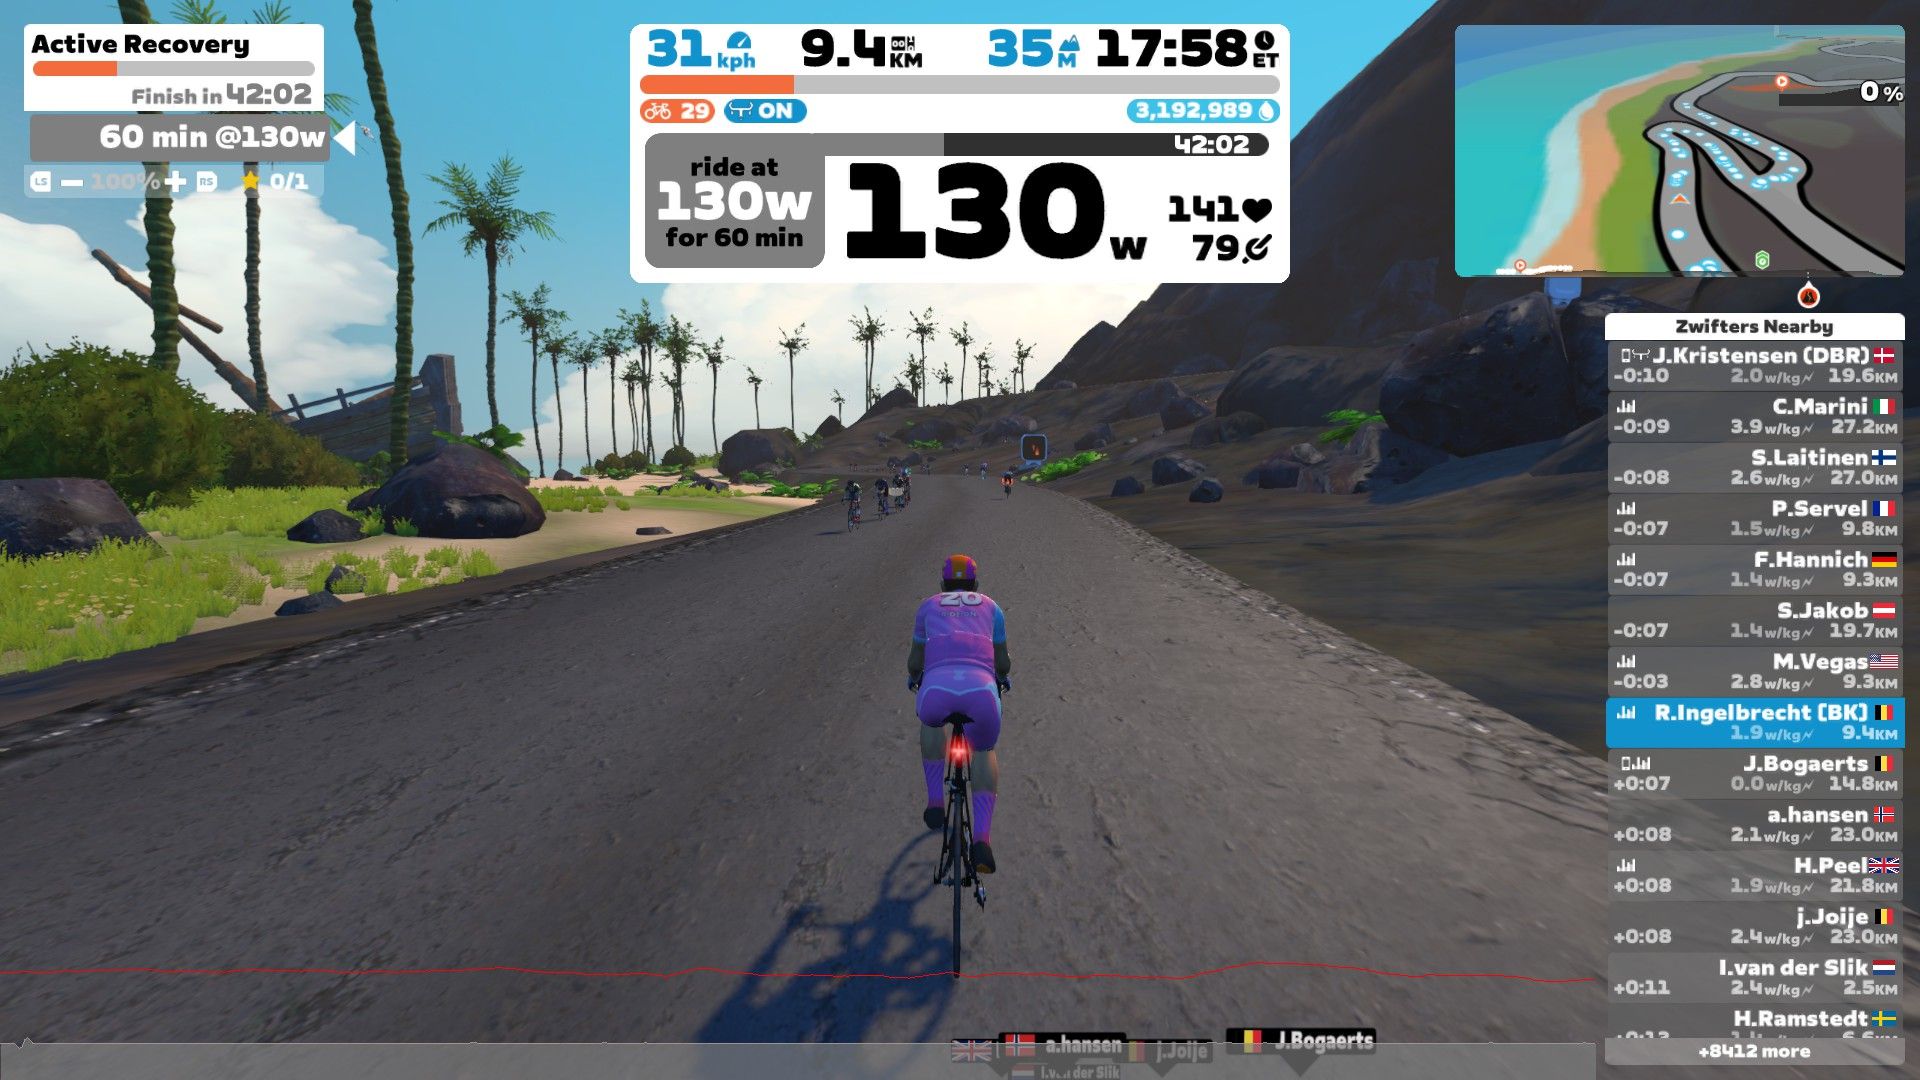 Active Recovery
Finish in 42:02
60 min @130w
LS 100% RS 0/1
31 kph 9.4 KM 35 M 17:58 ET
29 ON 3,192,989
42:02
ride at
130w
for 60 min
130 w
141
79
0 %
Zwifters Nearby
J.Kristensen (DBR)
-0:10 2.0 w/kg 19.6 KM
C.Marini
-0:09 3.9 w/kg 27.2 KM
S.Laitinen
-0:08 2.6 w/kg 27.0 KM
P.Servel
-0:07 1.5 w/kg 9.8 KM
F.Hannich
-0:07 1.4 w/kg 9.3 KM
S.Jakob
-0:07 1.4 w/kg 19.7 KM
M.Vegas
-0:03 2.8 w/kg 9.3 KM
R.Ingelbrecht (BK)
1.9 w/kg 9.4 KM
J.Bogaerts
+0:07 0.0 w/kg 14.8 KM
a.hansen
+0:08 2.1 w/kg 23.0 KM
H.Peel
+0:08 1.9 w/kg 21.8 KM
j.Joije
+0:08 2.4 w/kg 23.0 KM
I.van der Slik
+0:11 2.4 w/kg 2.5 KM
H.Ramstedt
+8412 more
20
a.hansen
j.Joije
J.Bogaerts
I.van der Slik